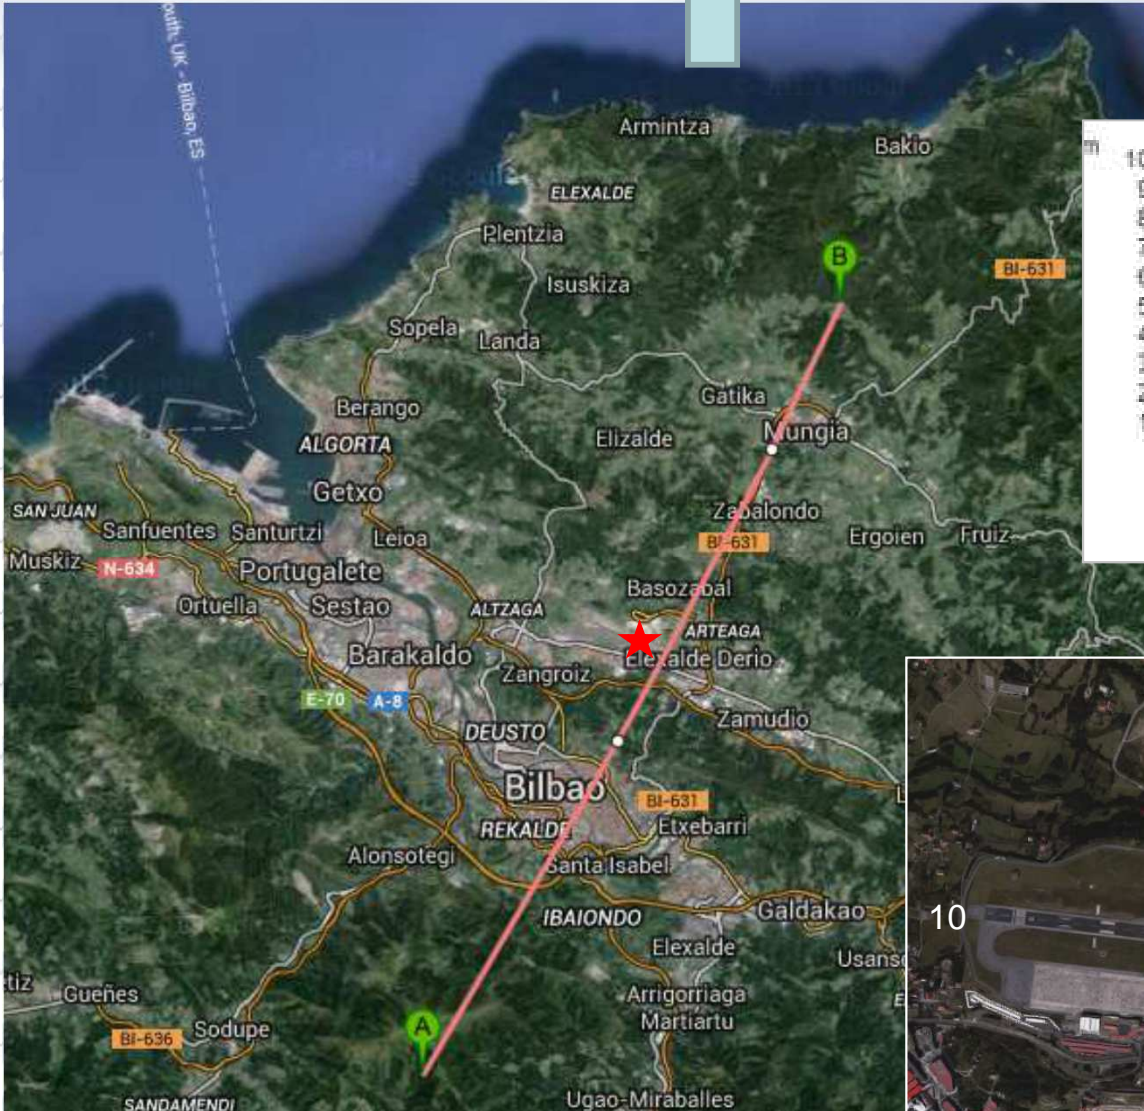 outh, UK - Bilbao, ES
Armintza
Bakio
ELEXALDE
Plentzia
B
BI-631
Isuskiza
Sopela
Landa
Gatika
Berango
Mungia
ALGORTA
Elizalde
Getxo
SAN JUAN
Zabalondo
Sanfuentes
Santurtzi
Leioa
BI-631
Ergoien
Fruiz
Muskiz
N-634
Portugalete
Basozabal
Ortuella
Sestao
ALTZAGA
ARTEAGA
Barakaldo
Elexalde Derio
Zangroiz
E-70
A-8
Zamudio
DEUSTO
Bilbao
BI-631
REKALDE
Etxebarri
Alonsotegi
Santa Isabel
IBAIONDO
Galdakao
10
Elexalde
Usanso
tiz
Gueñes
Arrigorriaga
Martiartu
A
Sodupe
BI-636
SANDAMENDI
Ugao-Miraballes